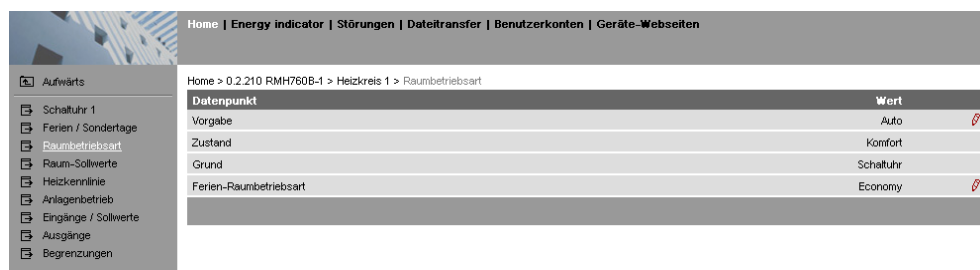 Home | Energy indicator | Störungen | Dateitransfer | Benutzerkonten | Geräte-Webseiten
Aufwärts
Schaltuhr 1
Ferien / Sondertage
Raumbetriebsart
Raum-Sollwerte
Heizkennlinie
Anlagenbetrieb
Eingänge / Sollwerte
Ausgänge
Begrenzungen
Home > 0.2.210 RMH760B-1 > Heizkreis 1 > Raumbetriebsart
Datenpunkt Wert
Vorgabe Auto
Zustand Komfort
Grund Schaltuhr
Ferien-Raumbetriebsart Economy